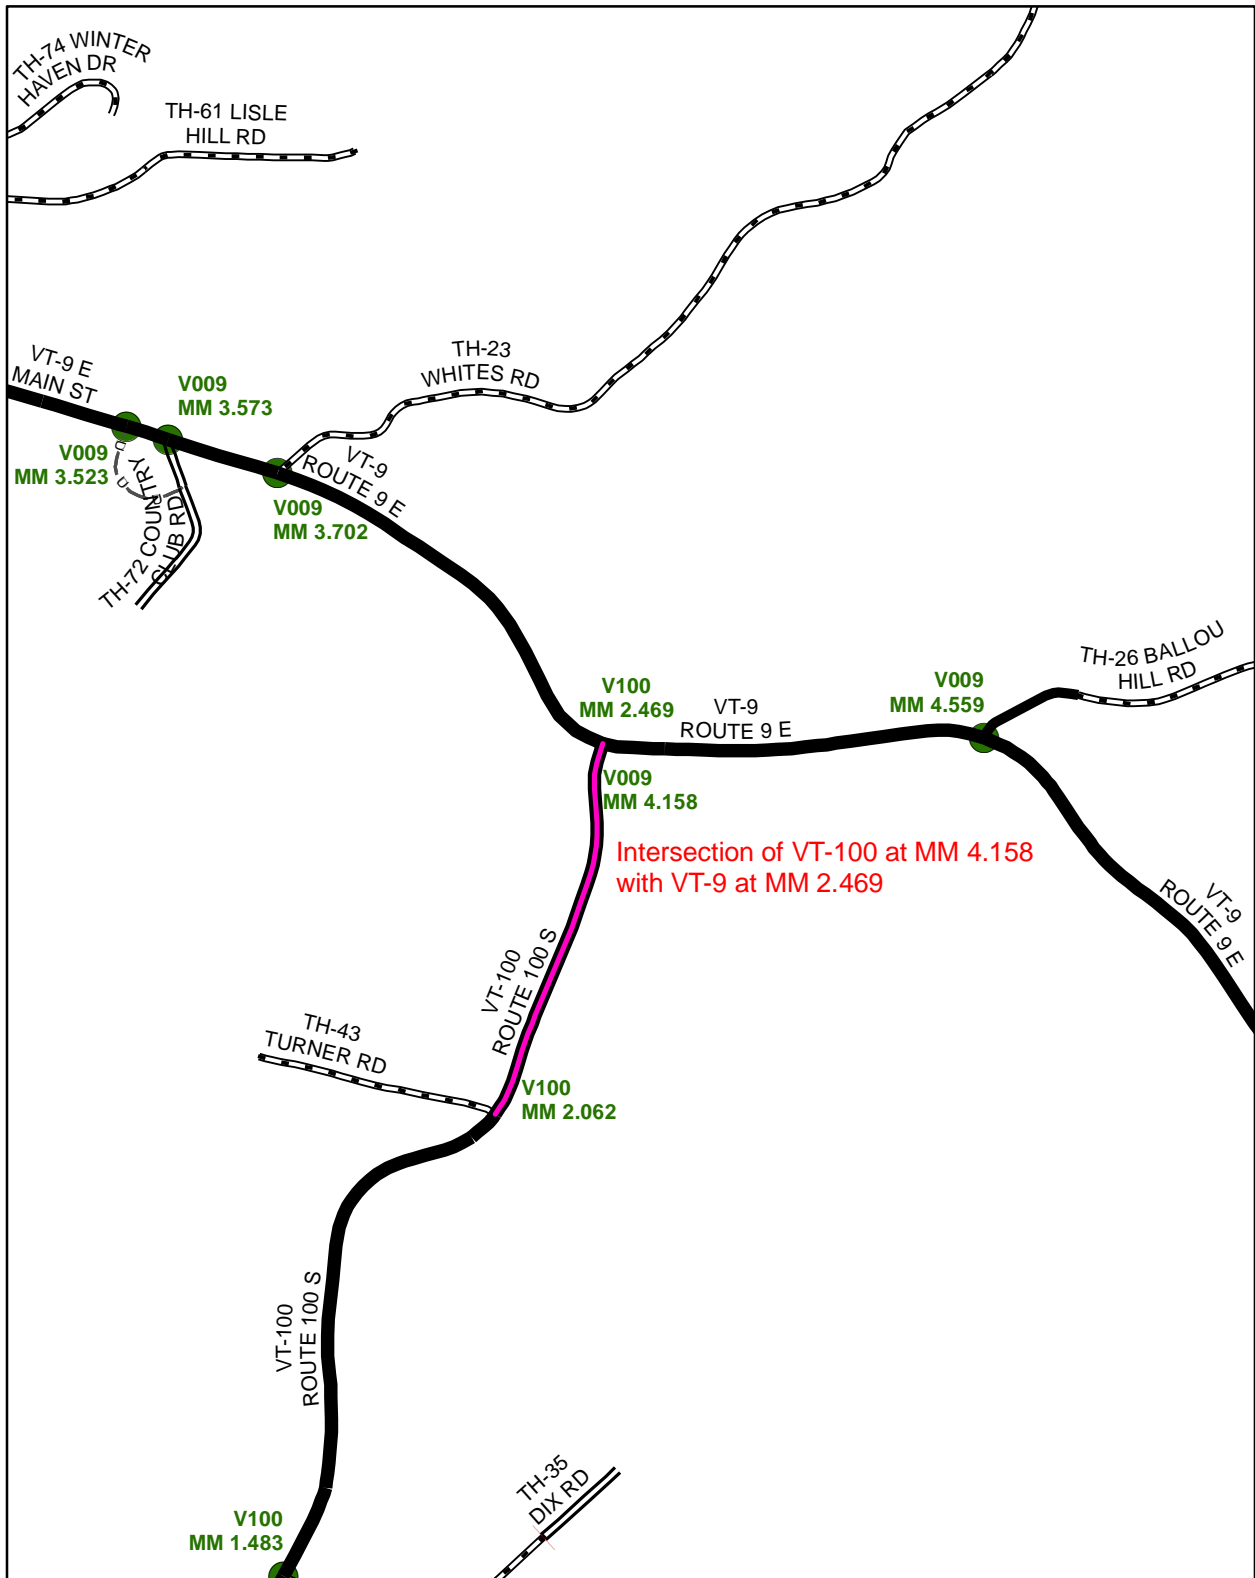 TH-74 WINTER
HAVEN DR
TH-61 LISLE
HILL RD
TH-23
WHITES RD
VT-9 E
MAIN ST
V009
MM 3.573
V009
MM 3.523
VT-9
ROUTE 9 E
V009
MM 3.702
TH-72 COUNTRY
CLUB RD
TH-26 BALLOU
HILL RD
V100
MM 2.469
VT-9
ROUTE 9 E
V009
MM 4.559
V009
MM 4.158
Intersection of VT-100 at MM 4.158
with VT-9 at MM 2.469
VT-9
ROUTE 9 E
VT-100
ROUTE 100 S
TH-43
TURNER RD
V100
MM 2.062
VT-100
ROUTE 100 S
TH-35
DIX RD
V100
MM 1.483